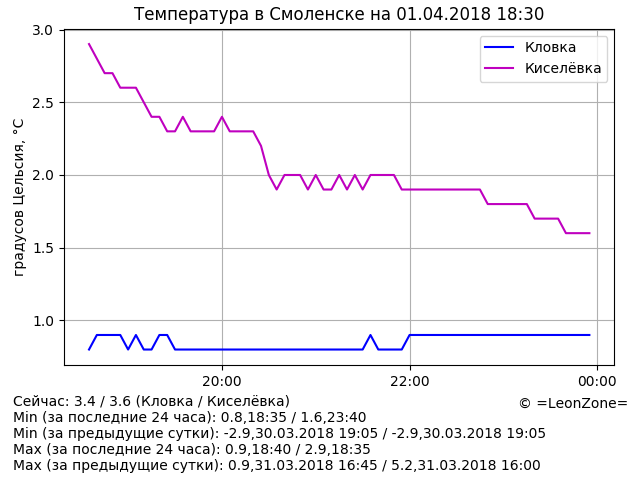 Температура в Смоленске на 01.04.2018 18:30
3.0
2.5
2.0
1.5
1.0
градусов Цельсия, °C
Кловка
Киселёвка
20:00
22:00
00:00
Сейчас: 3.4 / 3.6 (Кловка / Киселёвка)
© =LeonZone=
Min (за последние 24 часа): 0.8,18:35 / 1.6,23:40
Min (за предыдущие сутки): -2.9,30.03.2018 19:05 / -2.9,30.03.2018 19:05
Max (за последние 24 часа): 0.9,18:40 / 2.9,18:35
Max (за предыдущие сутки): 0.9,31.03.2018 16:45 / 5.2,31.03.2018 16:00